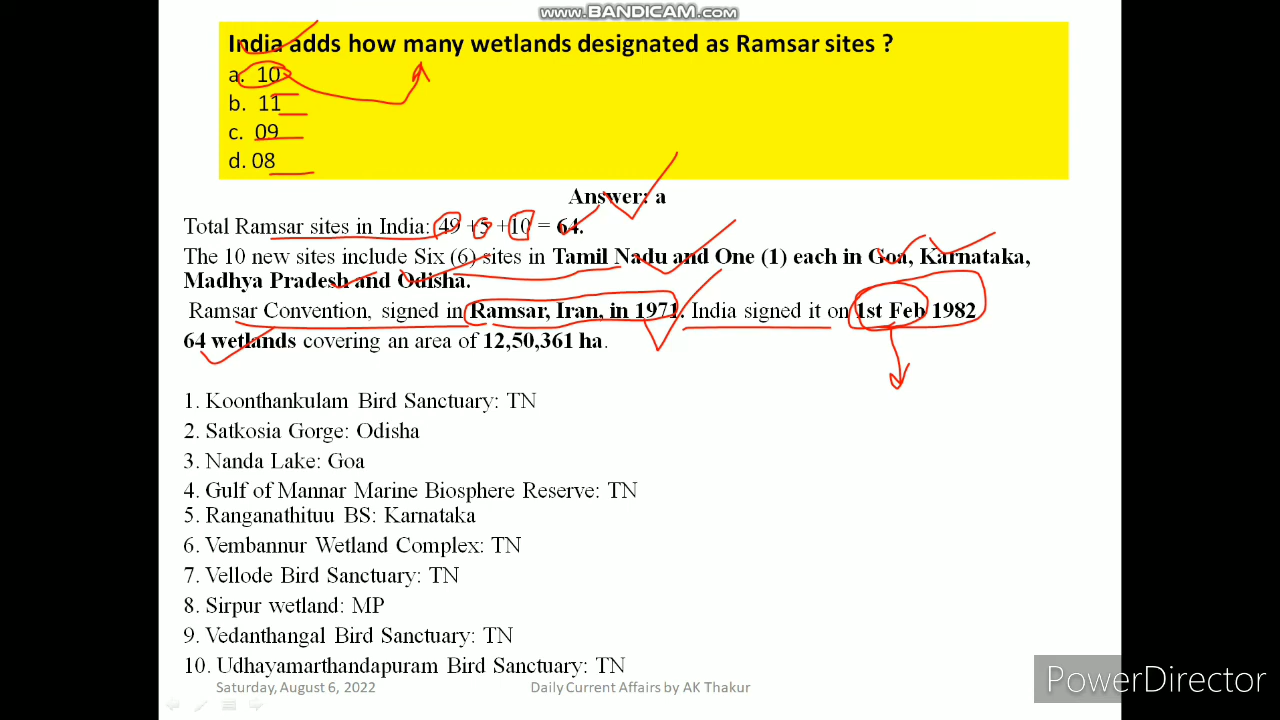 www.BANDICAM.com
India adds how many wetlands designated as Ramsar sites ?
a. 10
b. 11
c. 09
d. 08
Answer: a
Total Ramsar sites in India: 49 +5 +10 = 64.
The 10 new sites include Six (6) sites in Tamil Nadu and One (1) each in Goa, Karnataka,
Madhya Pradesh and Odisha.
Ramsar Convention, signed in Ramsar, Iran, in 1971. India signed it on 1st Feb 1982
64 wetlands covering an area of 12,50,361 ha.
1. Koonthankulam Bird Sanctuary: TN
2. Satkosia Gorge: Odisha
3. Nanda Lake: Goa
4. Gulf of Mannar Marine Biosphere Reserve: TN
5. Ranganathituu BS: Karnataka
6. Vembannur Wetland Complex: TN
7. Vellode Bird Sanctuary: TN
8. Sirpur wetland: MP
9. Vedanthangal Bird Sanctuary: TN
10. Udhayamarthandapuram Bird Sanctuary: TN
Saturday, August 6, 2022 Daily Current Affairs by AK Thakur
PowerDirector